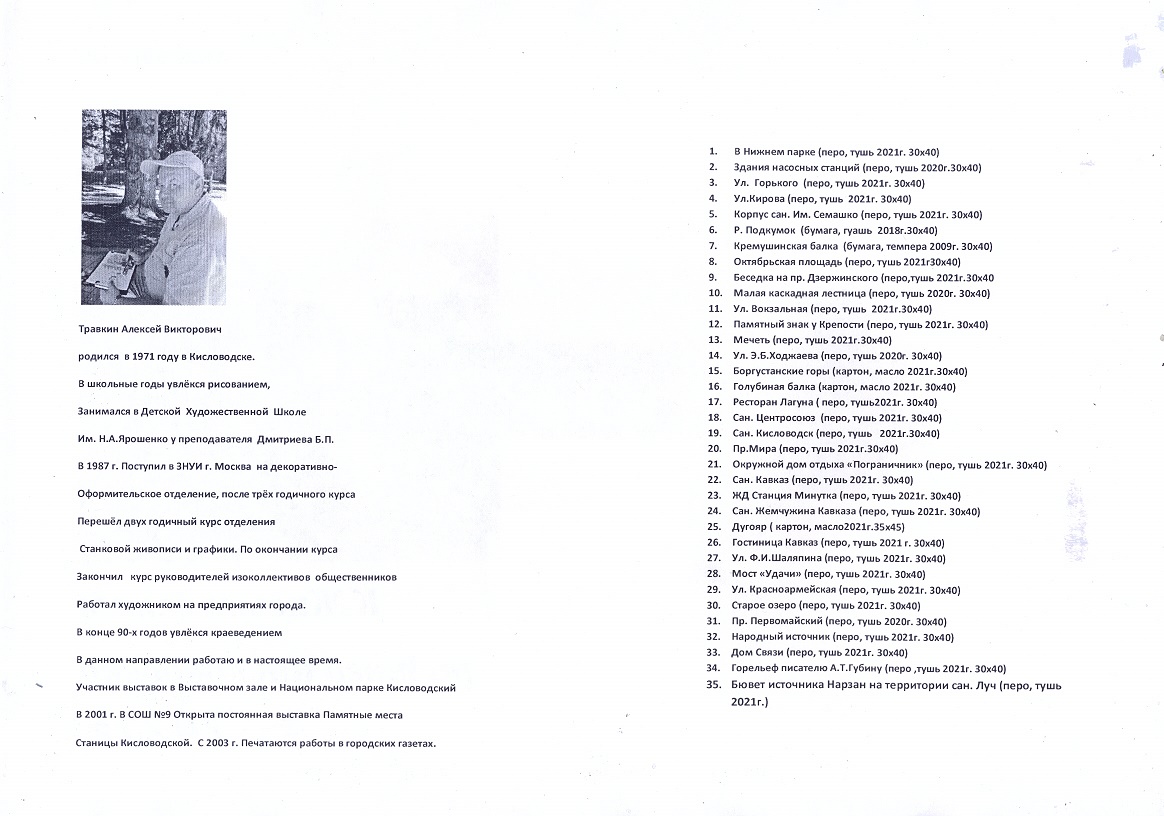 Травкин Алексей Викторович
родился в 1971 году в Кисловодске.
В школьные годы увлёкся рисованием,
Занимался в Детской Художественной Школе
Им. Н.А.Ярошенко у преподавателя Дмитриева Б.П.
В 1987 г. Поступил в ЗНУИ г. Москва на декоративно-
Оформительское отделение, после трёх годичного курса
Перешёл двух годичный курс отделения
Станковой живописи и графики. По окончании курса
Закончил курс руководителей изоколлективов общественников
Работал художником на предприятиях города.
В конце 90-х годов увлёкся краеведением
В данном направлении работаю и в настоящее время.
Участник выставок в Выставочном зале и Национальном парке Кисловодский
В 2001 г. В СОШ №9 Открыта постоянная выставка Памятные места
Станицы Кисловодской. С 2003 г. Печатаются работы в городских газетах.
1. В Нижнем парке (перо, тушь 2021г. 30х40)
2. Здания насосных станций (перо, тушь 2020г.30х40)
3. Ул. Горького (перо, тушь 2021г. 30х40)
4. Ул.Кирова (перо, тушь 2021г. 30х40)
5. Корпус сан. Им. Семашко (перо, тушь 2021г. 30х40)
6. Р. Подкумок (бумага, гуашь 2018г.30х40)
7. Кремушинская балка (бумага, темпера 2009г. 30х40)
8. Октябрьская площадь (перо, тушь 2021г30х40)
9. Беседка на пр. Дзержинского (перо,тушь 2021г.30х40
10. Малая каскадная лестница (перо, тушь 2020г. 30х40)
11. Ул. Вокзальная (перо, тушь 2021г.30х40)
12. Памятный знак у Крепости (перо, тушь 2021г. 30х40)
13. Мечеть (перо, тушь 2021г.30х40)
14. Ул. Э.Б.Ходжаева (перо, тушь 2020г. 30х40)
15. Боргустанские горы (картон, масло 2021г.30х40)
16. Голубиная балка (картон, масло 2021г. 30х40)
17. Ресторан Лагуна ( перо, тушь2021г. 30х40)
18. Сан. Центросоюз (перо, тушь 2021г. 30х40)
19. Сан. Кисловодск (перо, тушь 2021г.30х40)
20. Пр.Мира (перо, тушь 2021г.30х40)
21. Окружной дом отдыха «Пограничник» (перо, тушь 2021г. 30х40)
22. Сан. Кавказ (перо, тушь 2021г. 30х40)
23. ЖД Станция Минутка (перо, тушь 2021г. 30х40)
24. Сан. Жемчужина Кавказа (перо, тушь 2021г. 30х40)
25. Дугояр ( картон, масло2021г.35х45)
26. Гостиница Кавказ (перо, тушь 2021 г. 30х40)
27. Ул. Ф.И.Шаляпина (перо, тушь 2021г. 30х40)
28. Мост «Удачи» (перо, тушь 2021г. 30х40)
29. Ул. Красноармейская (перо, тушь 2021г. 30х40)
30. Старое озеро (перо, тушь 2021г. 30х40)
31. Пр. Первомайский (перо, тушь 2020г. 30х40)
32. Народный источник (перо, тушь 2021г. 30х40)
33. Дом Связи (перо, тушь 2021г. 30х40)
34. Горельеф писателю А.Т.Губину (перо ,тушь 2021г. 30х40)
35. Бювет источника Нарзан на территории сан. Луч (перо, тушь
2021г.)